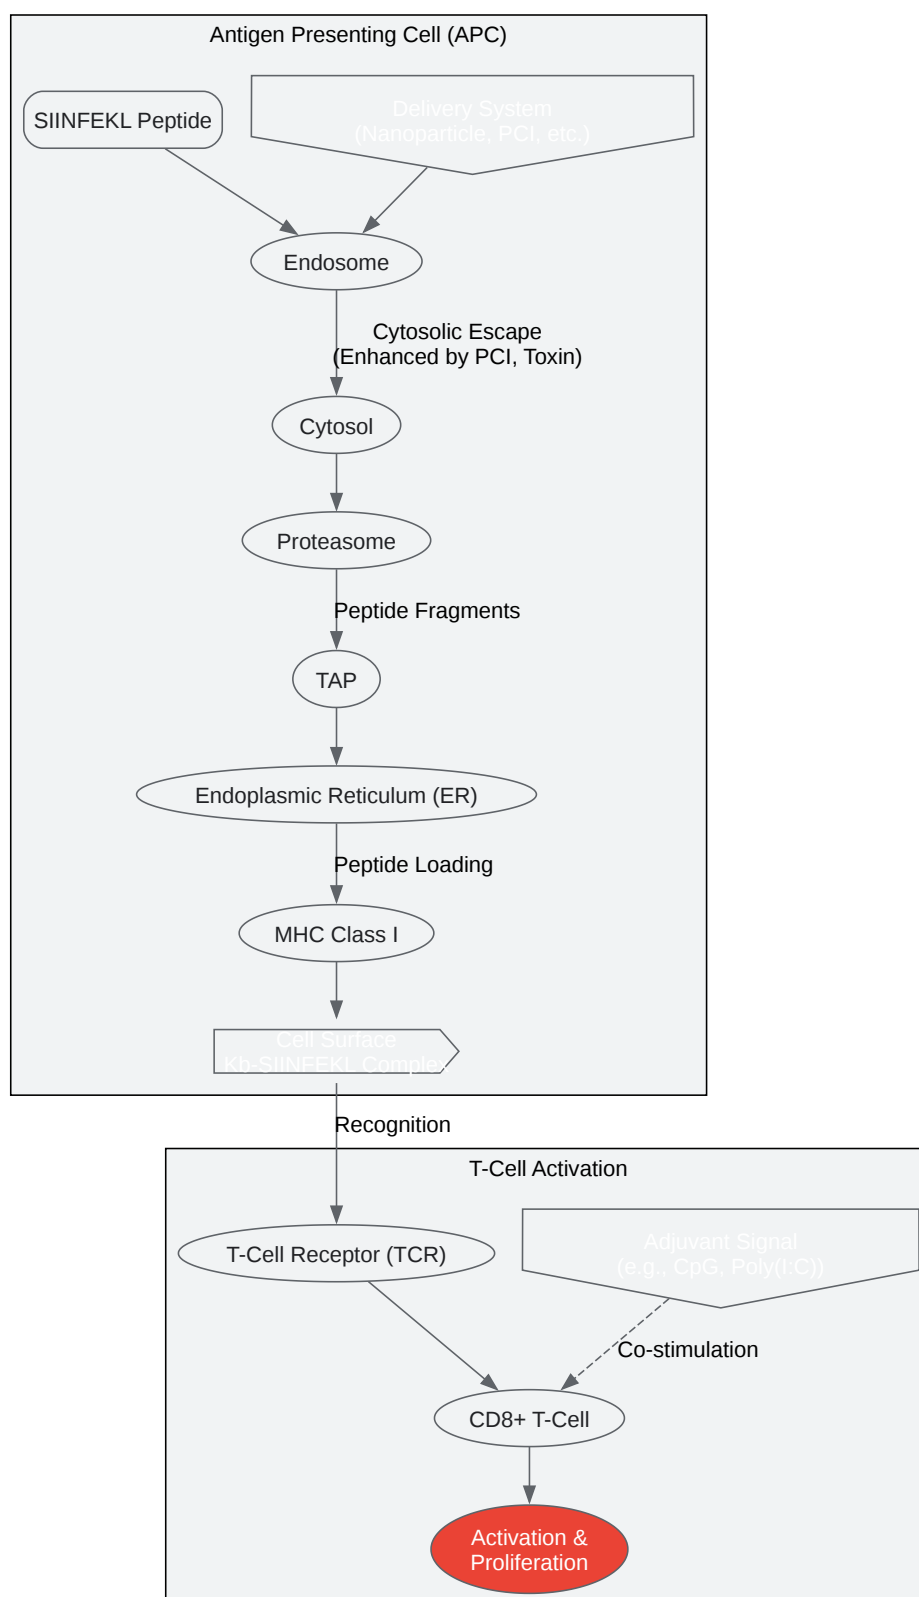 Antigen Presenting Cell (APC)
SIINFEKL Peptide
Delivery System
(Nanoparticle, PCI, etc.)
Endosome
Cytosolic Escape
(Enhanced by PCI, Toxin)
Cytosol
Proteasome
Peptide Fragments
TAP
Endoplasmic Reticulum (ER)
Peptide Loading
MHC Class I
Cell Surface
Kb-SIINFEKL Complex
Recognition
T-Cell Activation
T-Cell Receptor (TCR)
Adjuvant Signal
(e.g., CpG, Poly(I:C))
Co-stimulation
CD8+ T-Cell
Activation &
Proliferation